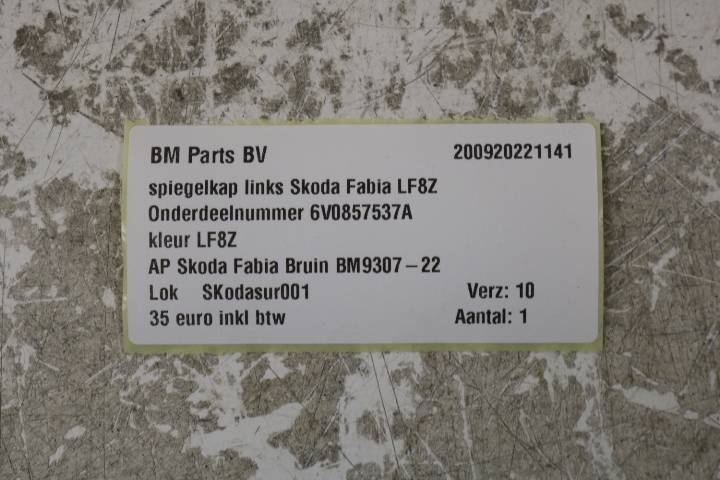 BM Parts BV 200920221141
spiegelkap links Skoda Fabia LF8Z
Onderdeelnummer 6V0857537A
kleur LF8Z
AP Skoda Fabia Bruin BM9307-22
Lok SKodasur001 Verz: 10
35 euro inkl btw Aantal: 1